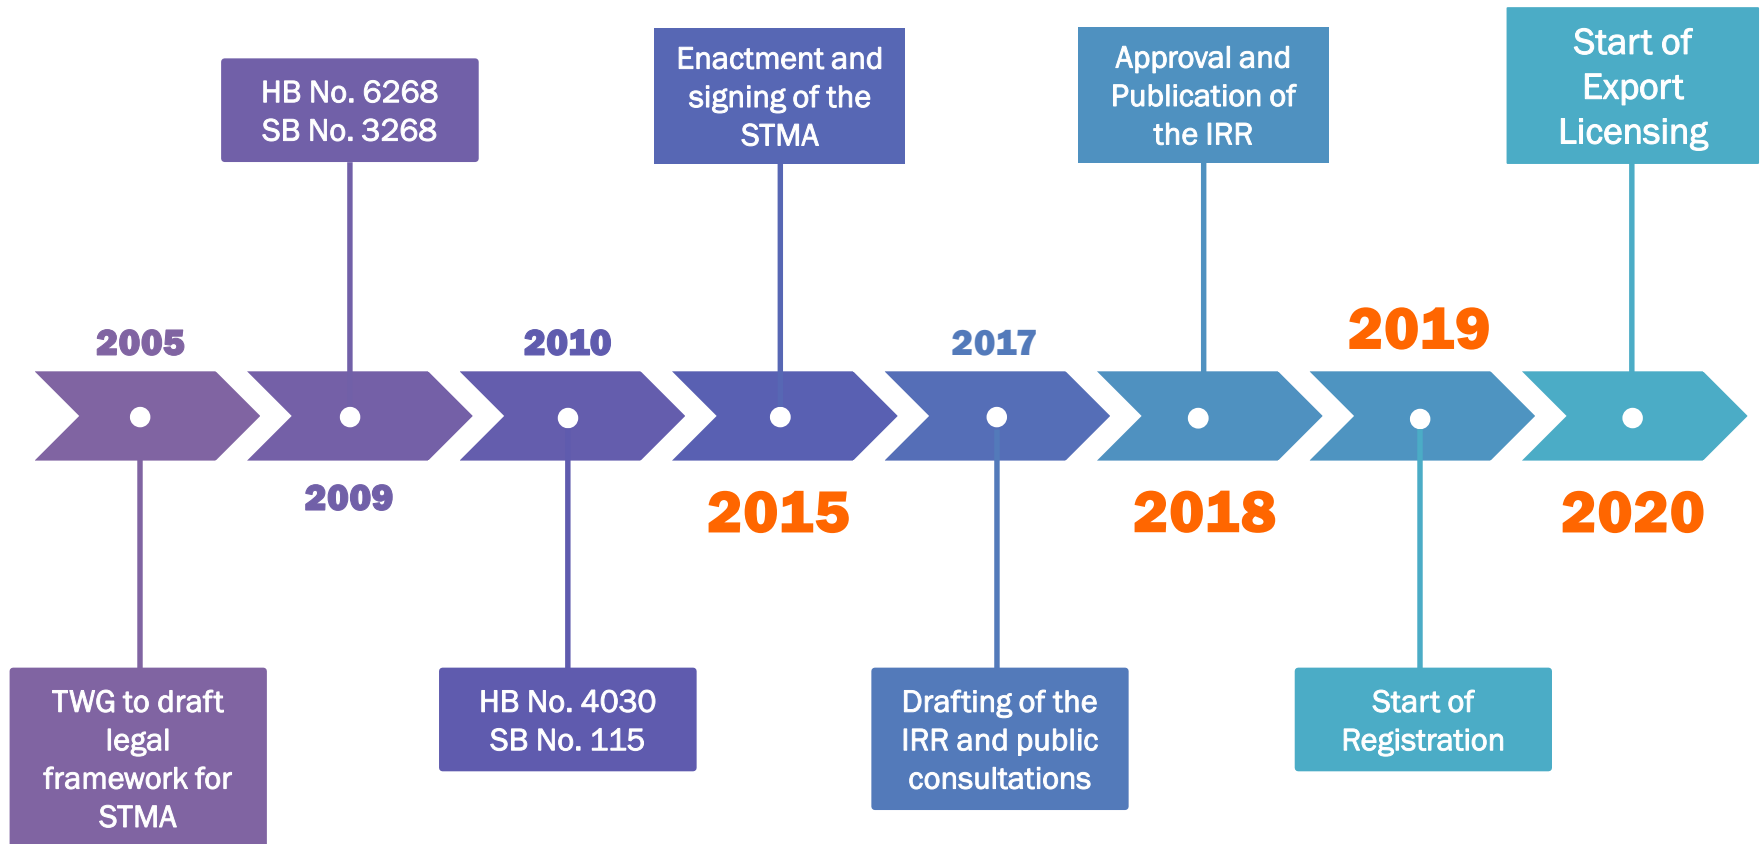 HB No. 6268
SB No. 3268
Enactment and
signing of the
STMA
Approval and
Publication of
the IRR
Start of
Export
Licensing
2005
2009
2010
2015
2017
2018
2019
2020
TWG to draft
legal
framework for
STMA
HB No. 4030
SB No. 115
Drafting of the
IRR and public
consultations
Start of
Registration